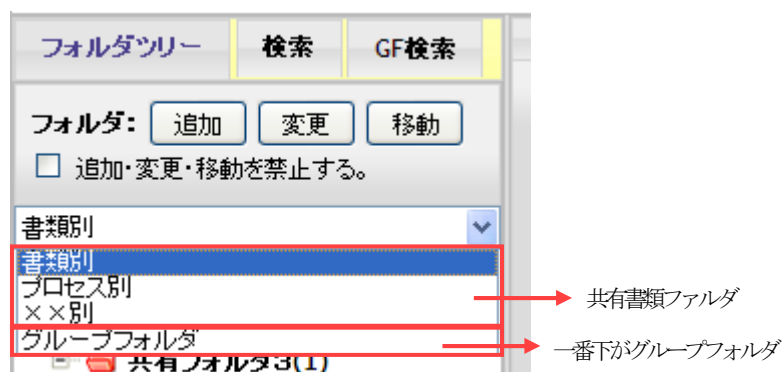 フォルダツリー 検索 GF検索
フォルダ: 追加 変更 移動
追加・変更・移動を禁止する。
書類別
書類別
プロセス別
××別
グループフォルダ
共有フォルダ3(1)
共有書類ファルダ
一番下がグループフォルダ